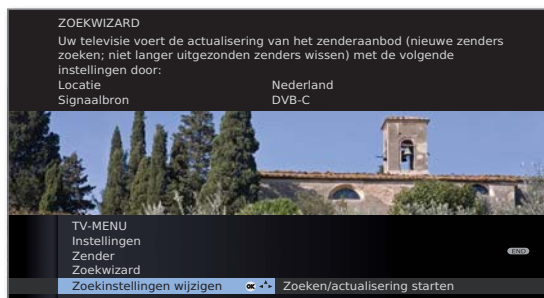 ZOEKWIZARD
Uw televisie voert de actualisering van het zenderaanbod (nieuwe zenders
zoeken; niet langer uitgezonden zenders wissen) met de volgende
instellingen door:
Locatie Nederland
Signaalbron DVB-C
TV-MENU
Instellingen
END
Zender
Zoekwizard
Zoekinstellingen wijzigen OK Zoeken/actualisering starten